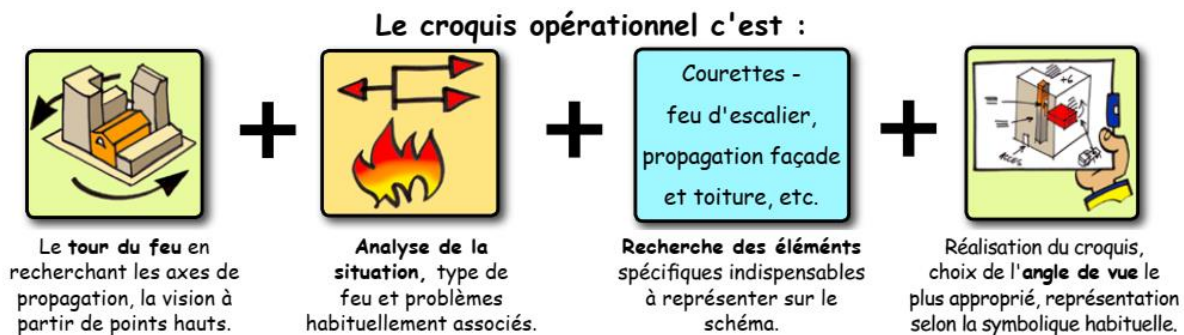 Le croquis opérationnel c'est :
Courettes -
feu d'escalier,
propagation façade
et toiture, etc.
+6
ACCES
Le tour du feu en
recherchant les axes de
propagation, la vision à
partir de points hauts.
Analyse de la
situation, type de
feu et problèmes
habituellement associés.
Recherche des éléménts
spécifiques indispensables
à représenter sur le
schéma.
Réalisation du croquis,
choix de l'angle de vue le
plus approprié, représentation
selon la symbolique habituelle.